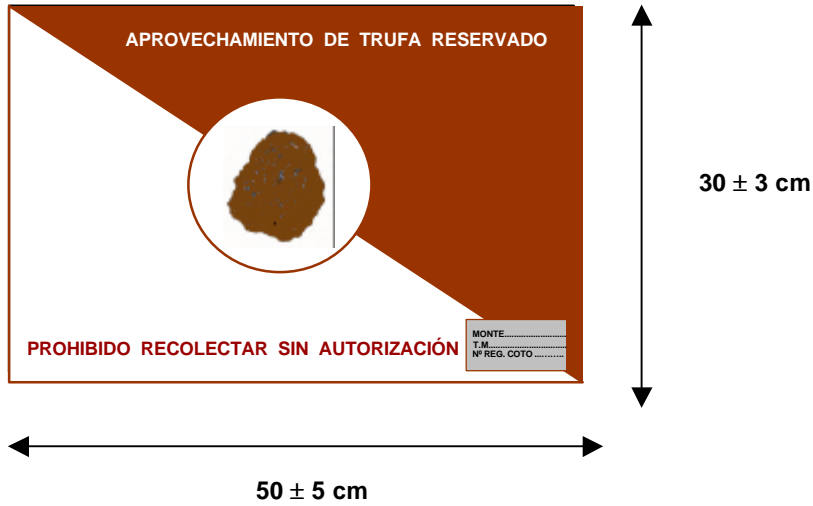 APROVECHAMIENTO DE TRUFA RESERVADO
30 ± 3 cm
PROHIBIDO RECOLECTAR SIN AUTORIZACIÓN
MONTE............................
T.M..................................
Nº REG. COTO ...........
50 ± 5 cm